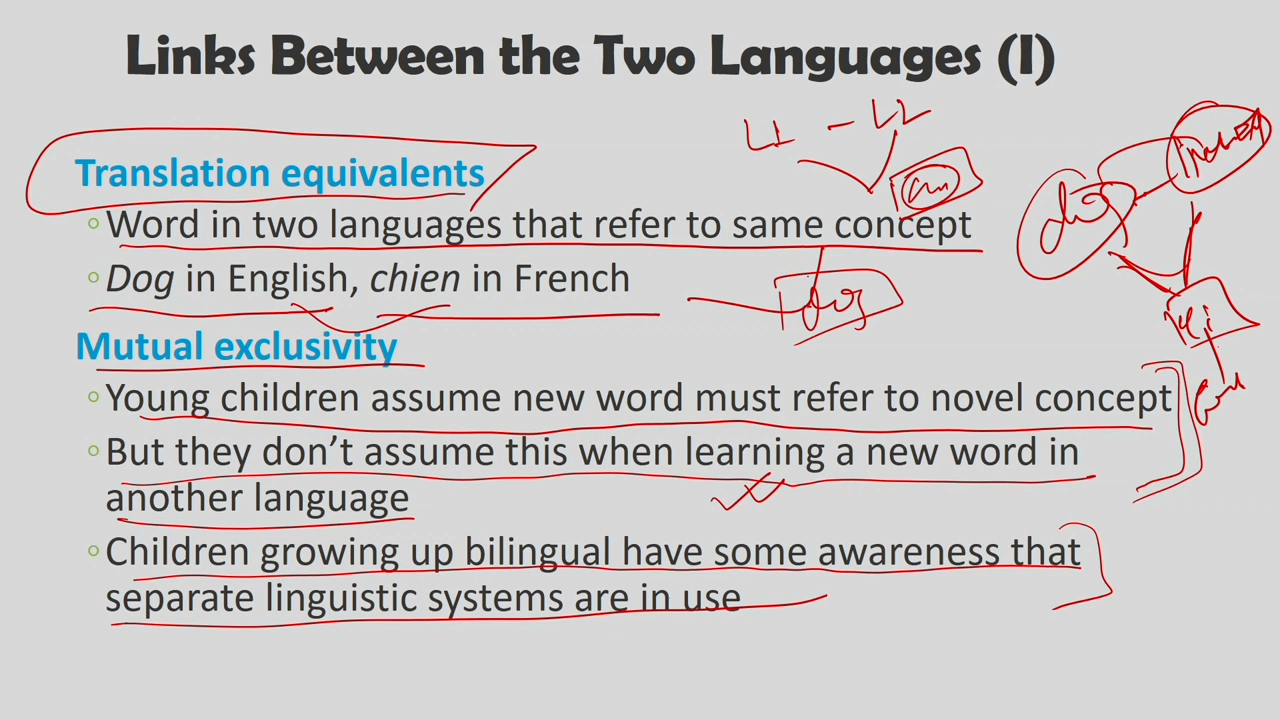 Links Between the Two Languages (I)
L1 - L2
Translation equivalents
◦Word in two languages that refer to same concept
dog
◦Dog in English, chien in French
dog
Mutual exclusivity
◦Young children assume new word must refer to novel concept
◦But they don't assume this when learning a new word in
another language
◦Children growing up bilingual have some awareness that
separate linguistic systems are in use